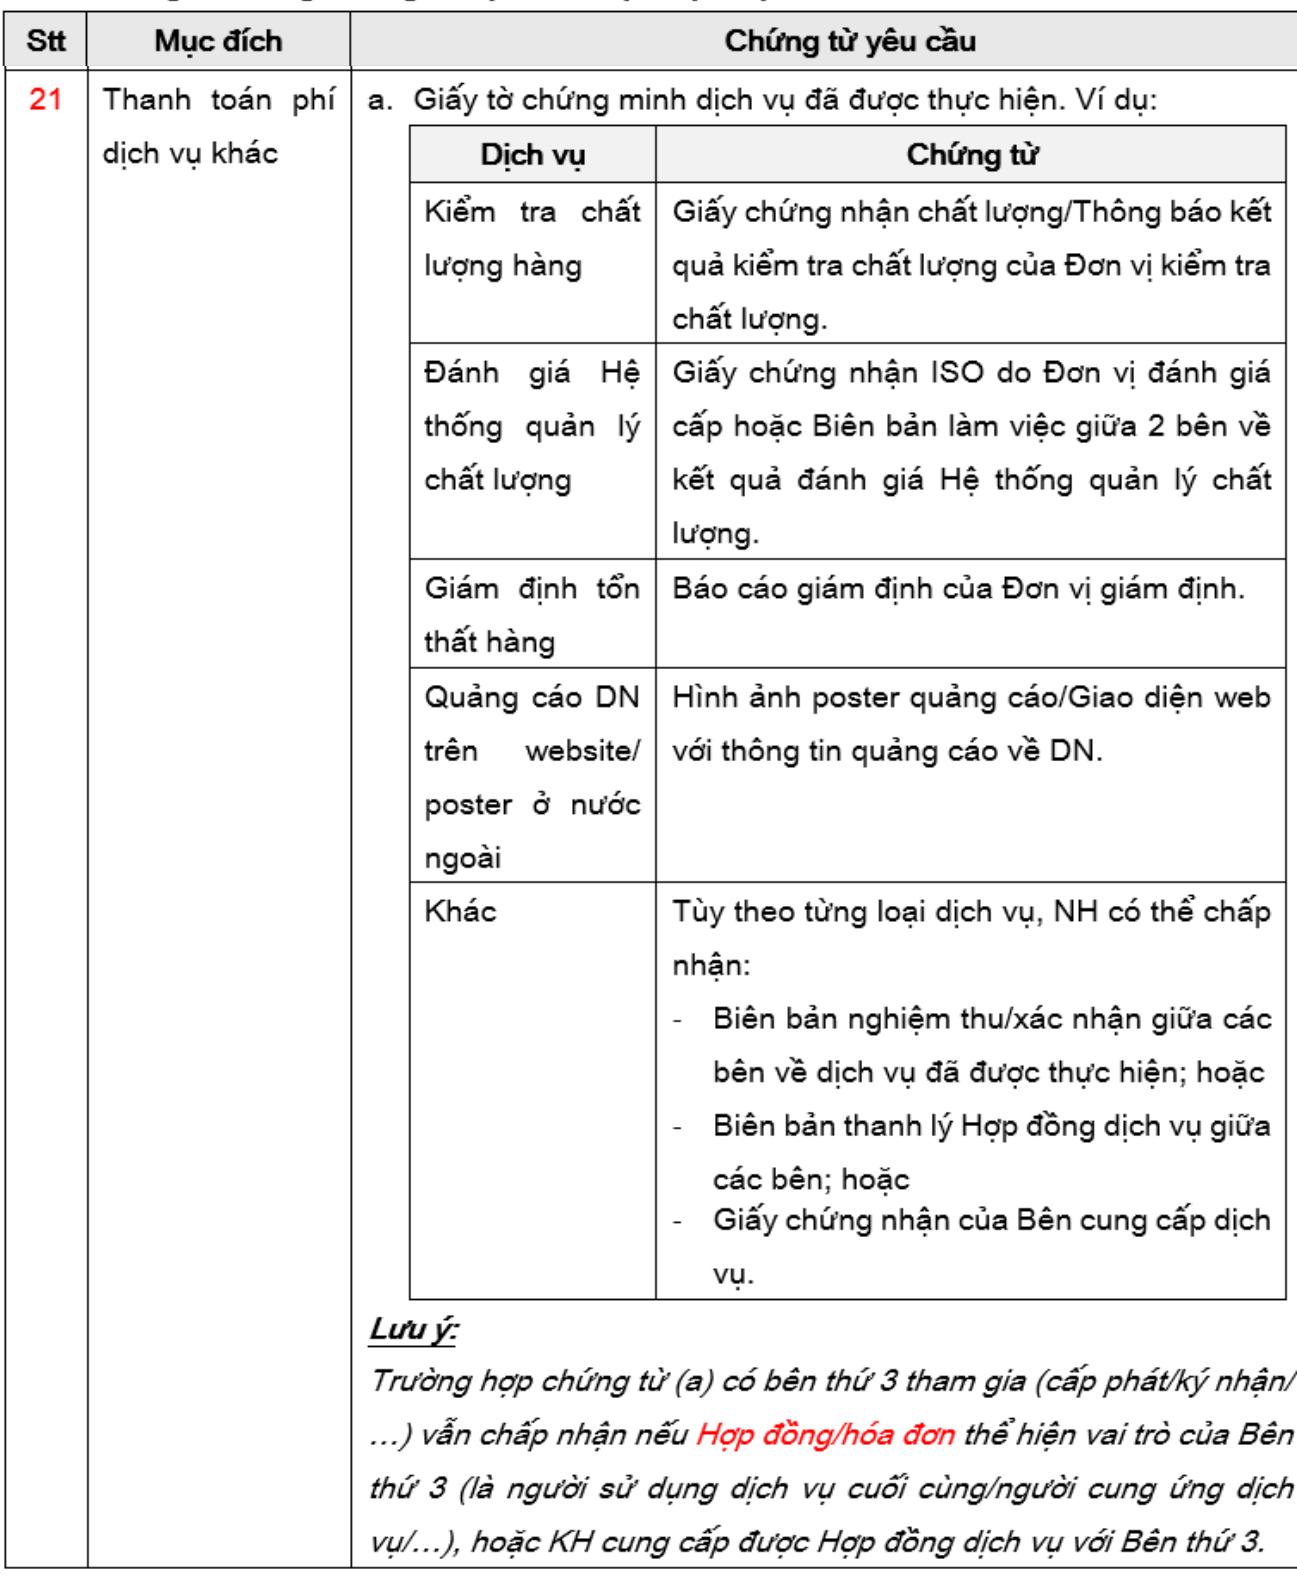 Stt Mục đích Chứng từ yêu cầu
21 Thanh toán phí dịch vụ khác
a. Giấy tờ chứng minh dịch vụ đã được thực hiện. Ví dụ:
Dịch vụ Chứng từ
Kiểm tra chất
lượng hàng
Giấy chứng nhận chất lượng/Thông báo kết
quả kiểm tra chất lượng của Đơn vị kiểm tra
chất lượng.
Đánh giá Hệ
thống quản lý
chất lượng
Giấy chứng nhận ISO do Đơn vị đánh giá
cấp hoặc Biên bản làm việc giữa 2 bên về
kết quả đánh giá Hệ thống quản lý chất
lượng.
Giám định tổn
thất hàng
Báo cáo giám định của Đơn vị giám định.
Quảng cáo DN
trên website/
poster ở nước
ngoài
Hình ảnh poster quảng cáo/Giao diện web
với thông tin quảng cáo về DN.
Khác
Tùy theo từng loại dịch vụ, NH có thể chấp
nhận:
- Biên bản nghiệm thu/xác nhận giữa các
bên về dịch vụ đã được thực hiện; hoặc
- Biên bản thanh lý Hợp đồng dịch vụ giữa
các bên; hoặc
- Giấy chứng nhận của Bên cung cấp dịch
vụ.
Lưu ý:
Trường hợp chứng từ (a) có bên thứ 3 tham gia (cấp phát/ký nhận/
…) vẫn chấp nhận nếu Hợp đồng/hóa đơn thể hiện vai trò của Bên
thứ 3 (là người sử dụng dịch vụ cuối cùng/người cung ứng dịch
vụ/…), hoặc KH cung cấp được Hợp đồng dịch vụ với Bên thứ 3.